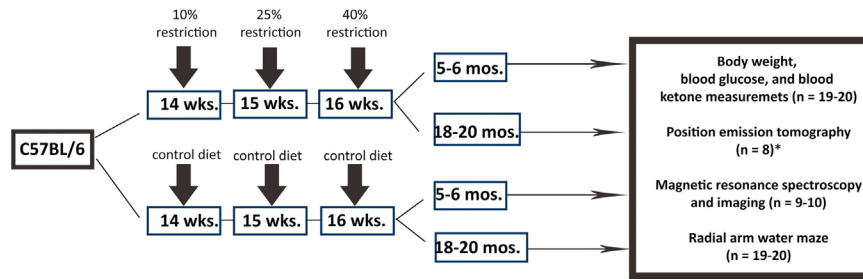 10% restriction
25% restriction
40% restriction
14 wks.
15 wks.
16 wks.
5-6 mos.
18-20 mos.
C57BL/6
control diet
control diet
control diet
14 wks.
15 wks.
16 wks.
5-6 mos.
18-20 mos.
Body weight,
blood glucose, and blood
ketone measuremets (n = 19-20)
Position emission tomography
(n = 8)*
Magnetic resonance spectroscopy
and imaging (n = 9-10)
Radial arm water maze
(n = 19-20)